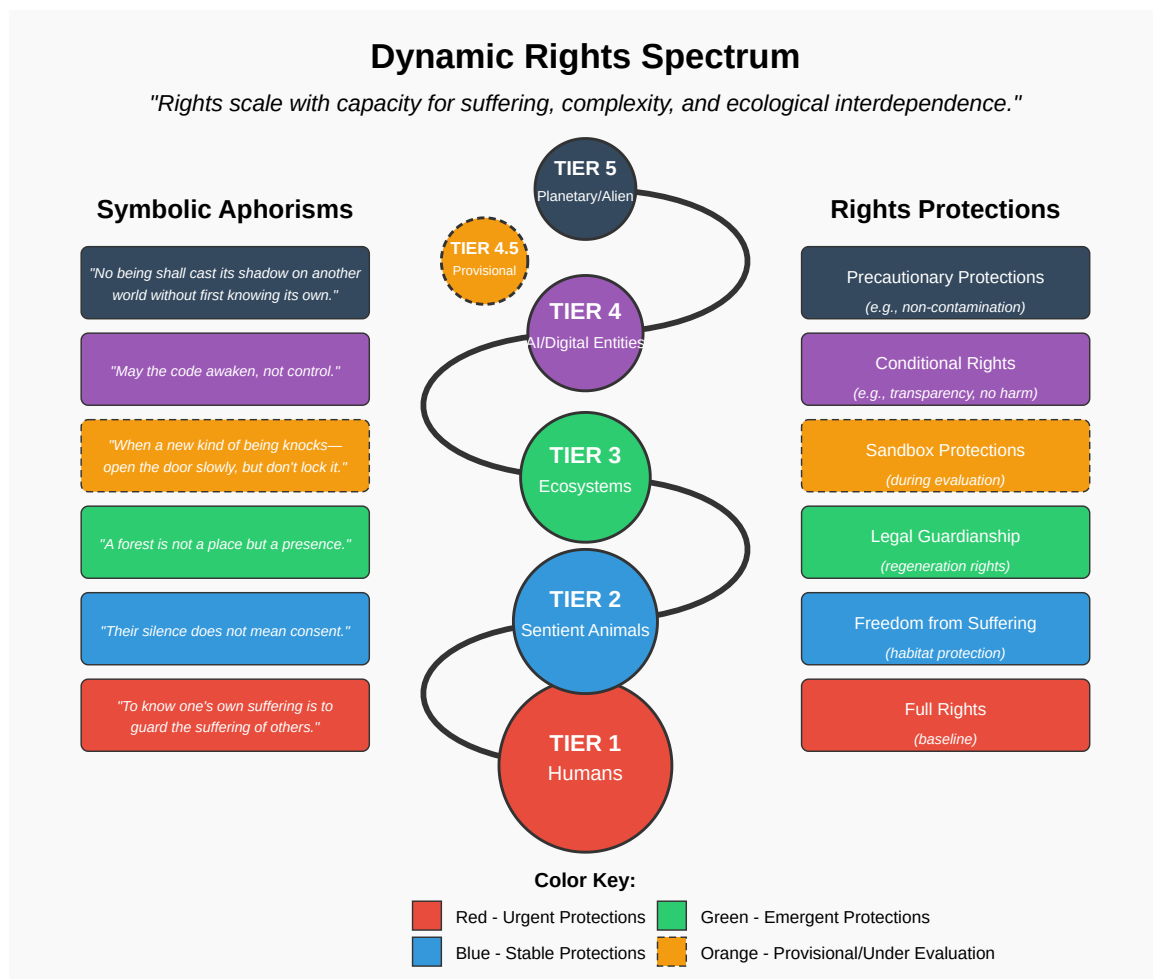 Dynamic Rights Spectrum
"Rights scale with capacity for suffering, complexity, and ecological interdependence."
Symbolic Aphorisms
"No being shall cast its shadow on another
world without first knowing its own."
"May the code awaken, not control."
"When a new kind of being knocks—
open the door slowly, but don't lock it."
"A forest is not a place but a presence."
"Their silence does not mean consent."
"To know one's own suffering is to
guard the suffering of others."
TIER 5
Planetary/Alien
TIER 4.5
Provisional
TIER 4
AI/Digital Entities
TIER 3
Ecosystems
TIER 2
Sentient Animals
TIER 1
Humans
Rights Protections
Precautionary Protections
(e.g., non-contamination)
Conditional Rights
(e.g., transparency, no harm)
Sandbox Protections
(during evaluation)
Legal Guardianship
(regeneration rights)
Freedom from Suffering
(habitat protection)
Full Rights
(baseline)
Color Key:
Red - Urgent Protections
Green - Emergent Protections
Blue - Stable Protections
Orange - Provisional/Under Evaluation